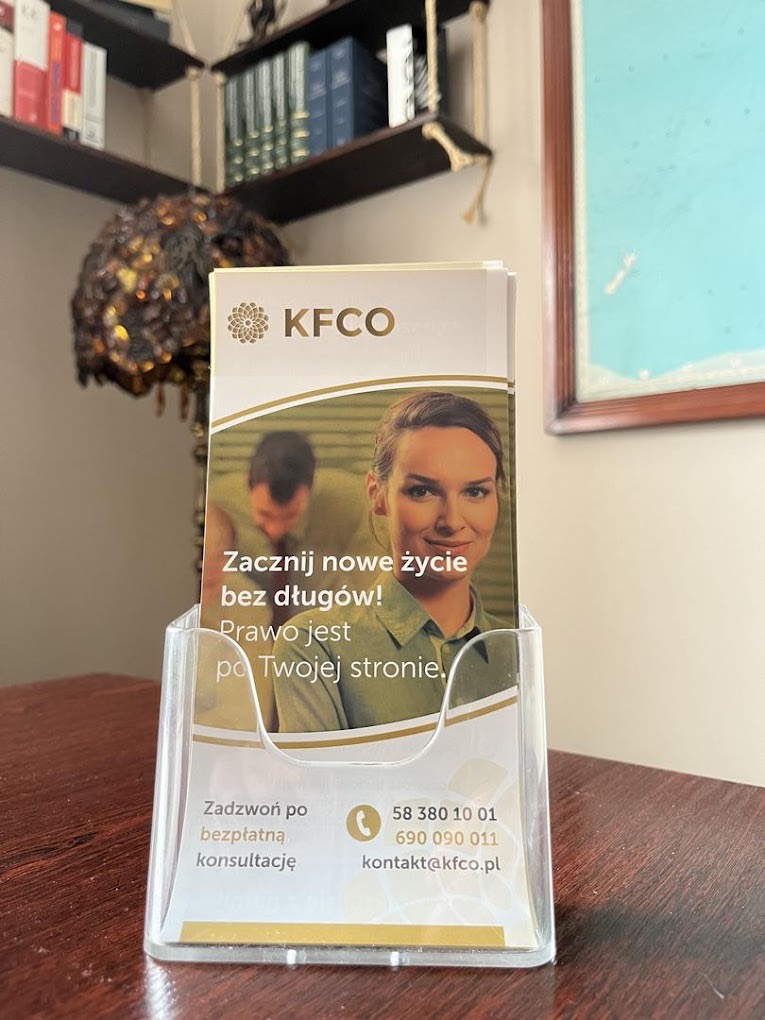 KFCO
Zacznij nowe życie
bez długów!
Prawo jest
po Twojej stronie.
Zadzwoń po
bezpłatną
konsultację
58 380 10 01
690 090 011
kontakt@kfco.pl